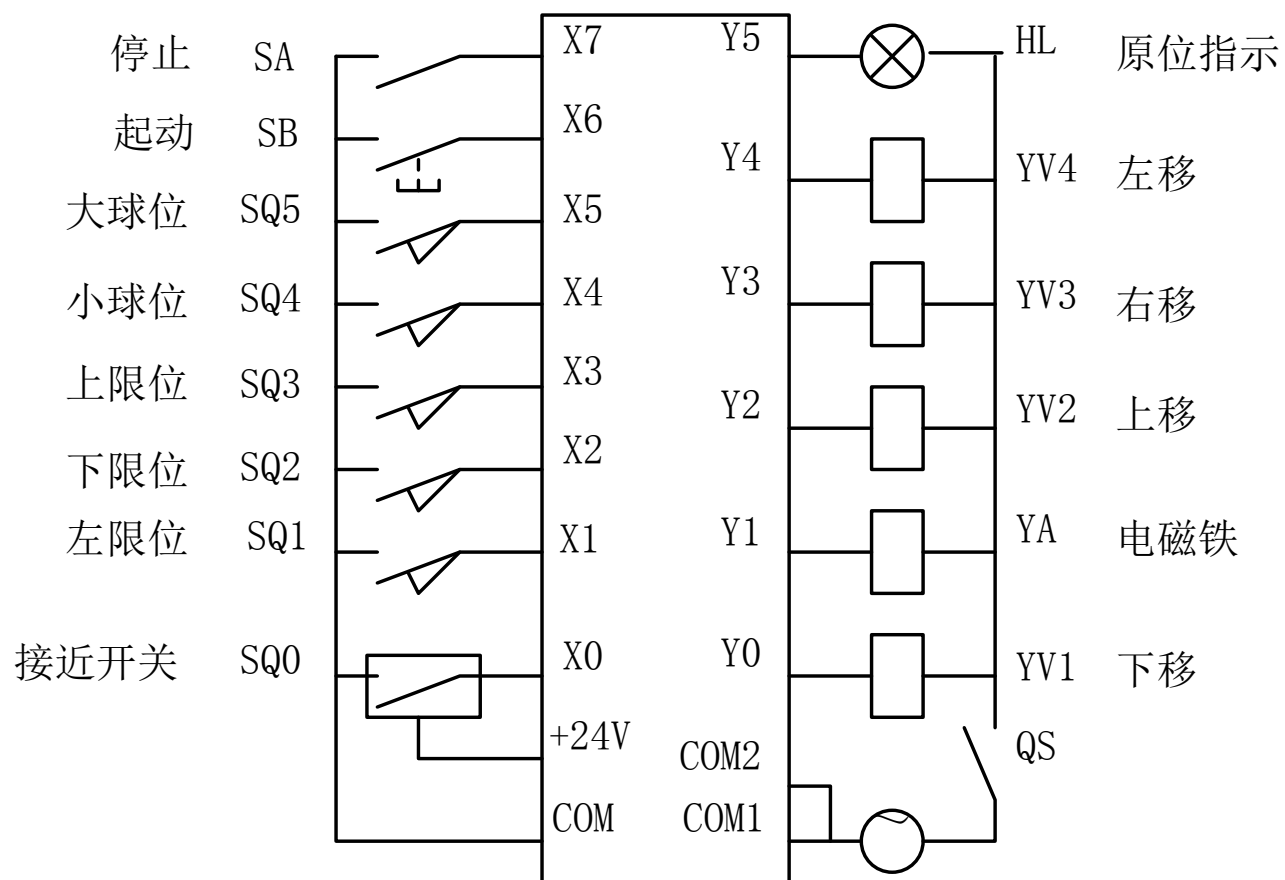 停止 SA X7 Y5 HL 原位指示
起动 SB X6
Y4 YV4 左移
大球位 SQ5 X5
小球位 SQ4 X4 Y3 YV3 右移
上限位 SQ3 X3
Y2 YV2 上移
下限位 SQ2 X2
左限位 SQ1 X1 Y1 YA 电磁铁
接近开关 SQ0 X0 Y0 YV1 下移
+24V COM2 QS
COM COM1